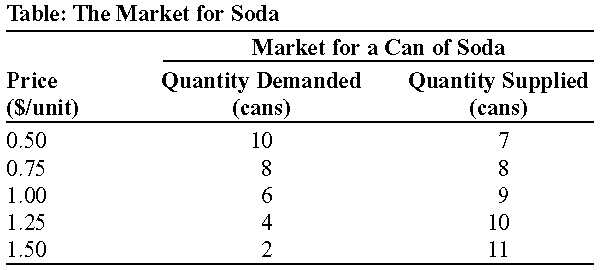 Table: The Market for Soda
Market for a Can of Soda
Price Quantity Demanded Quantity Supplied
($/unit) (cans) (cans)
0.50 10 7
0.75 8 8
1.00 6 9
1.25 4 10
1.50 2 11